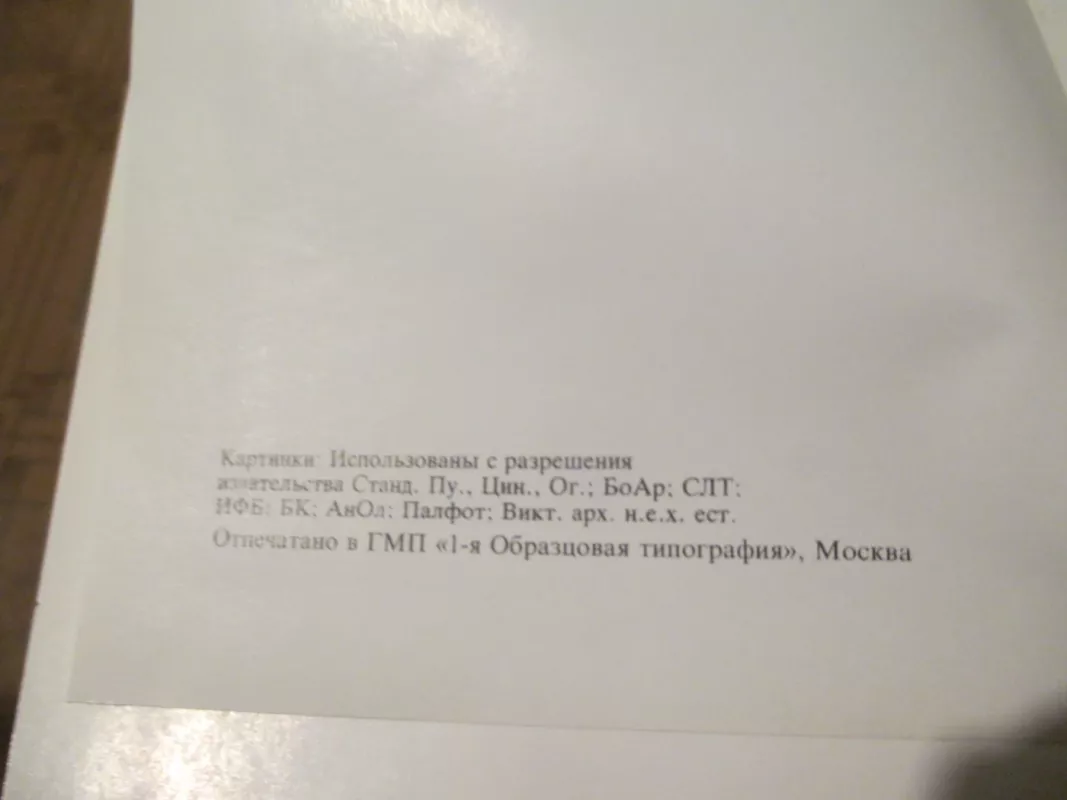 Картинки: Использованы с разрешения
издательства Станд. Пу., Цин., Ог.; БоАр; СЛТ;
ИФБ; БК; АнОл; Палфот; Викт. арх. н.е.х. ест.
Отпечатано в ГМП «1-я Образцовая типография», Москва